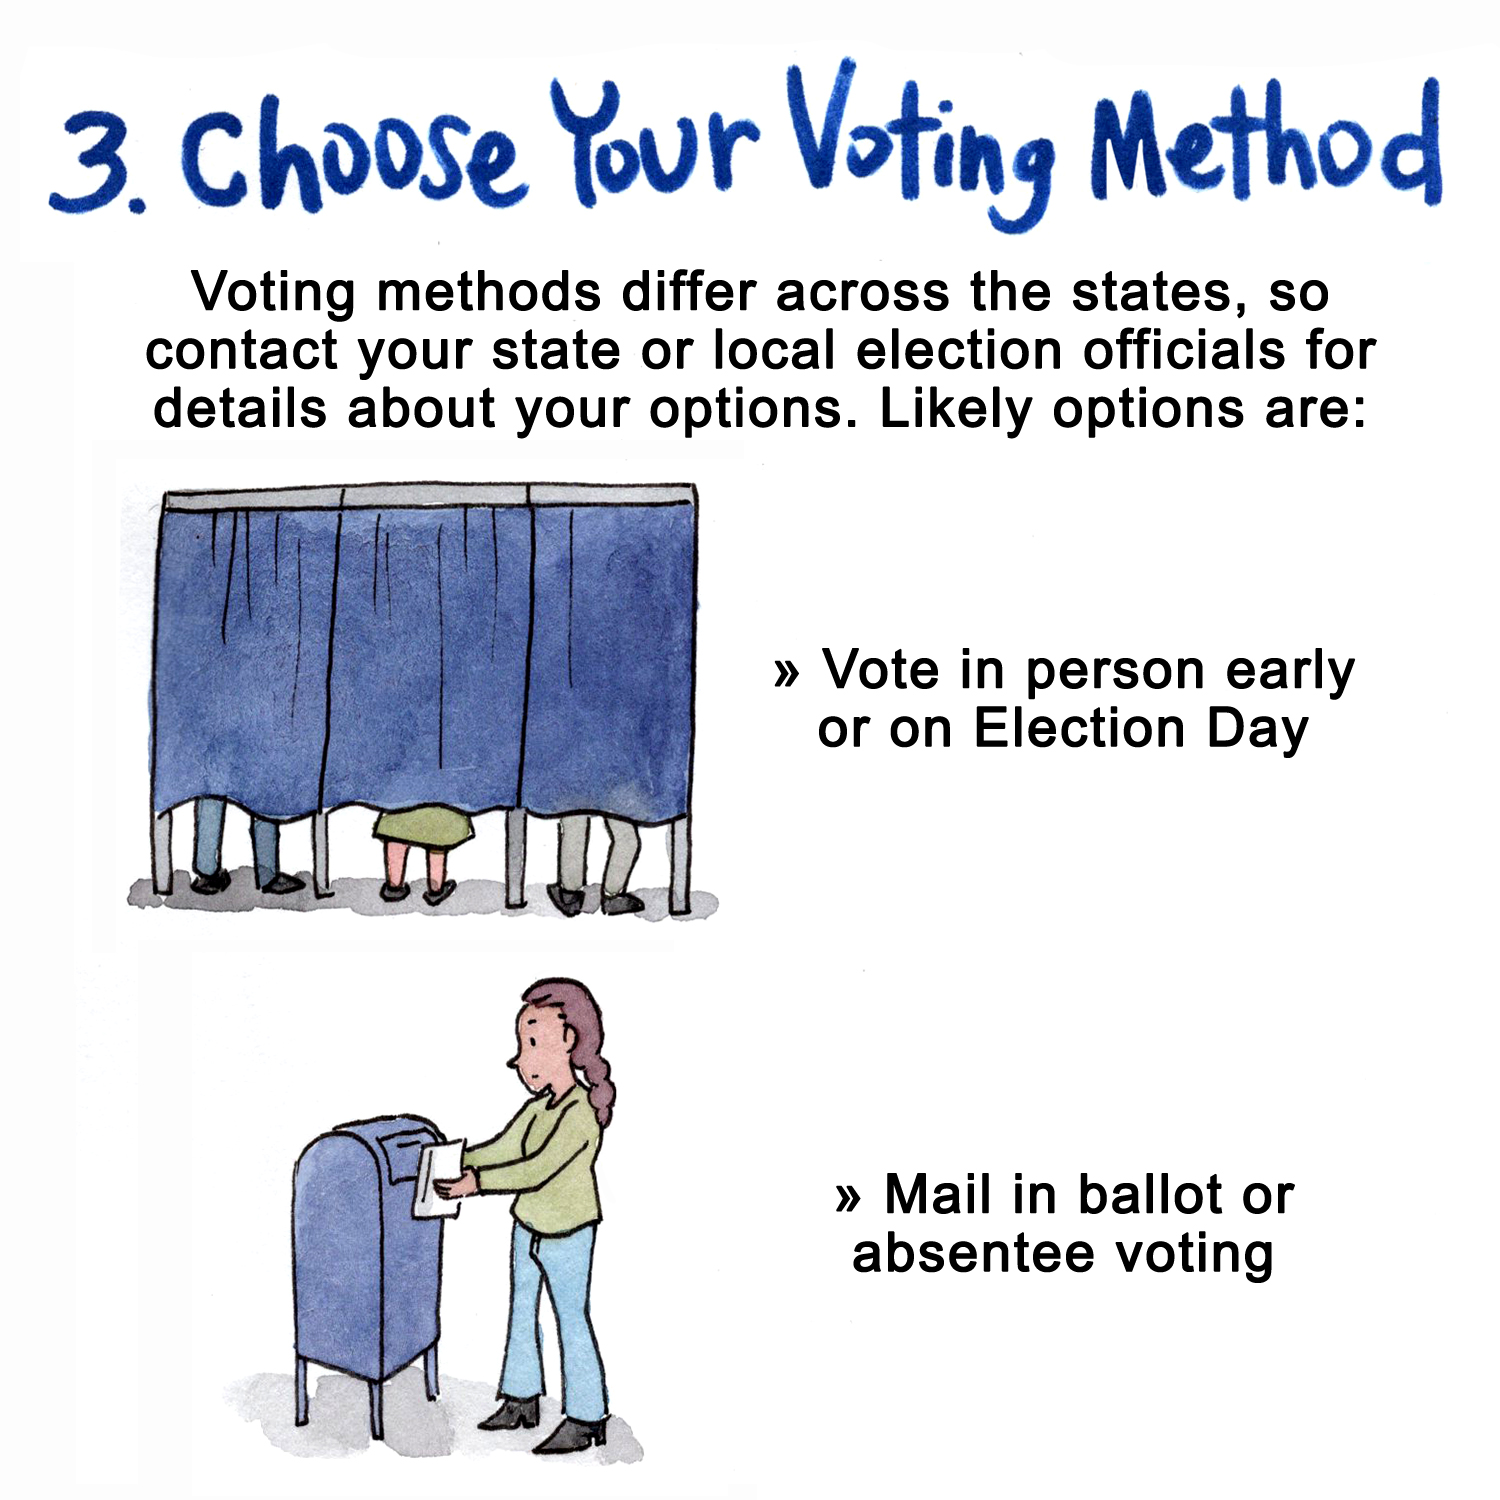 3. Choose Your Voting Method
Voting methods differ across the states, so
contact your state or local election officials for
details about your options. Likely options are:
» Vote in person early
or on Election Day
» Mail in ballot or
absentee voting